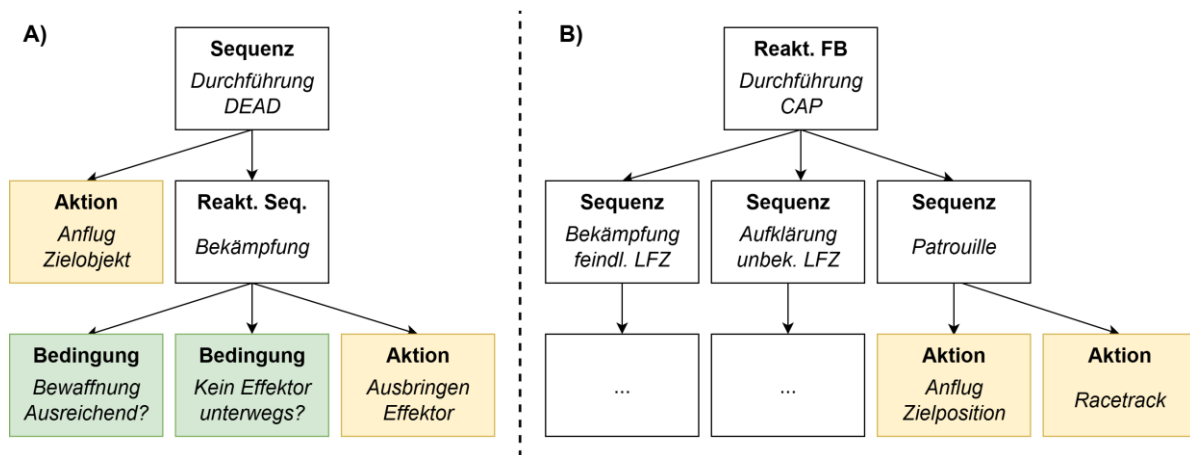 A)
Sequenz
Durchführung
DEAD
Aktion
Anflug
Zielobjekt
Reakt. Seq.
Bekämpfung
Bedingung
Bewaffnung
Ausreichend?
Bedingung
Kein Effektor
unterwegs?
Aktion
Ausbringen
Effektor
B)
Reakt. FB
Durchführung
CAP
Sequenz
Bekämpfung
feindl. LFZ
Sequenz
Aufklärung
unbek. LFZ
Sequenz
Patrouille
...
...
Aktion
Anflug
Zielposition
Aktion
Racetrack